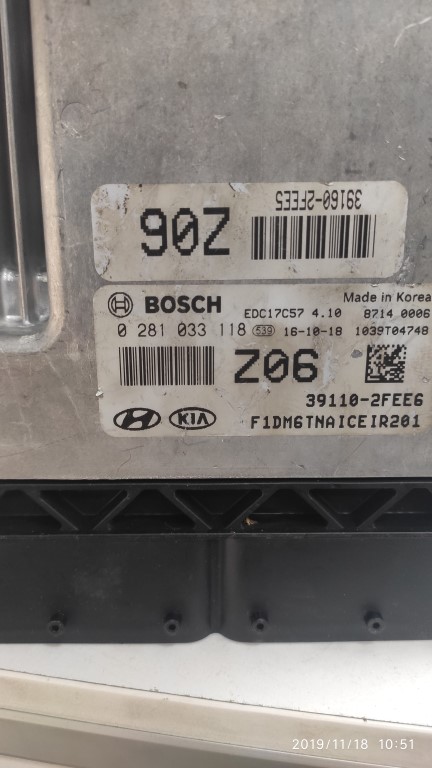 39160-2FEE5
Z06
BOSCH
EDC17C57 4.10
Made in Korea
8714 0006
0 281 033 118
539
16-10-18
1039T04748
Z06
39110-2FEE6
KIA
F1DM6TNAICEIR201
2019/11/18 10:51